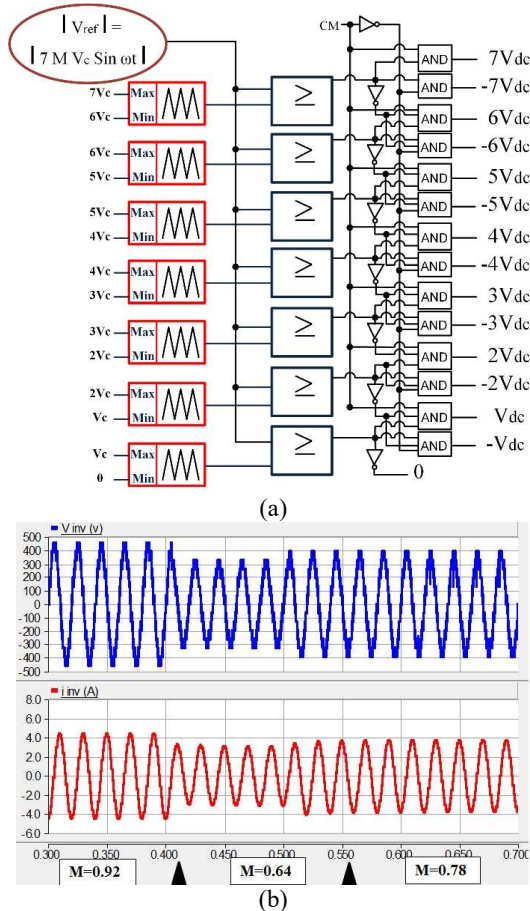 | Vref | =
| 7 M Vc Sin ωt |
CM
7Vc Max
6Vc Min
≥
AND 7Vdc
AND -7Vdc
6Vc Max
5Vc Min
≥
AND 6Vdc
AND -6Vdc
5Vc Max
4Vc Min
≥
AND 5Vdc
AND -5Vdc
4Vc Max
3Vc Min
≥
AND 4Vdc
AND -4Vdc
3Vc Max
2Vc Min
≥
AND 3Vdc
AND -3Vdc
2Vc Max
Vc Min
≥
AND 2Vdc
AND -2Vdc
Vc Max
0 Min
≥
AND Vdc
AND -Vdc
0
(a)
V inv (v)
500
400
300
200
100
0
-100
-200
-300
-400
-500
i inv (A)
8.0
6.0
4.0
2.0
0.0
-2.0
-4.0
-6.0
0.300 0.350 0.400 0.450 0.500 0.550 0.600 0.650 0.700
M=0.92 M=0.64 M=0.78
(b)